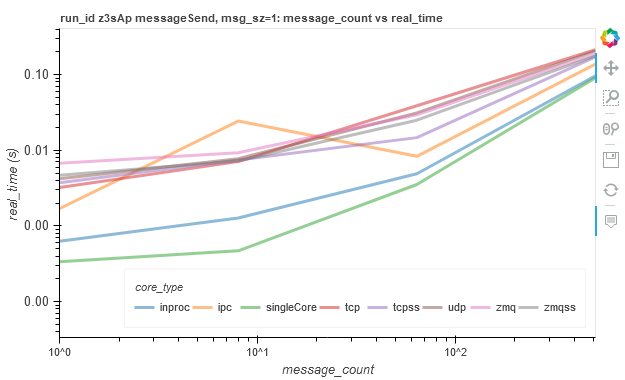 run_id z3sAp messageSend, msg_sz=1: message_count vs real_time
0.10
0.01
0.00
0.00
real_time (s)
core_type
inproc ipc singleCore tcp tcpss udp zmq zmqss
10^0 10^1 10^2
message_count